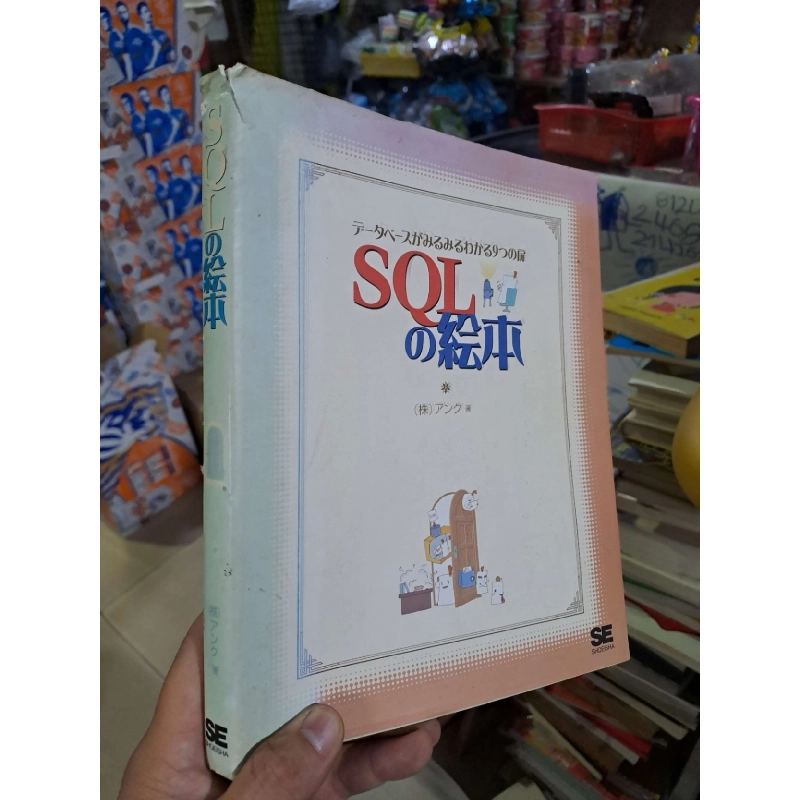 データベースがみるみるわかる9つの扉
SQL
の絵本
(株)アンク 著
SE
SHOEISHA
SQLの絵本
(株)アンク 著
SE
SHOEISHA